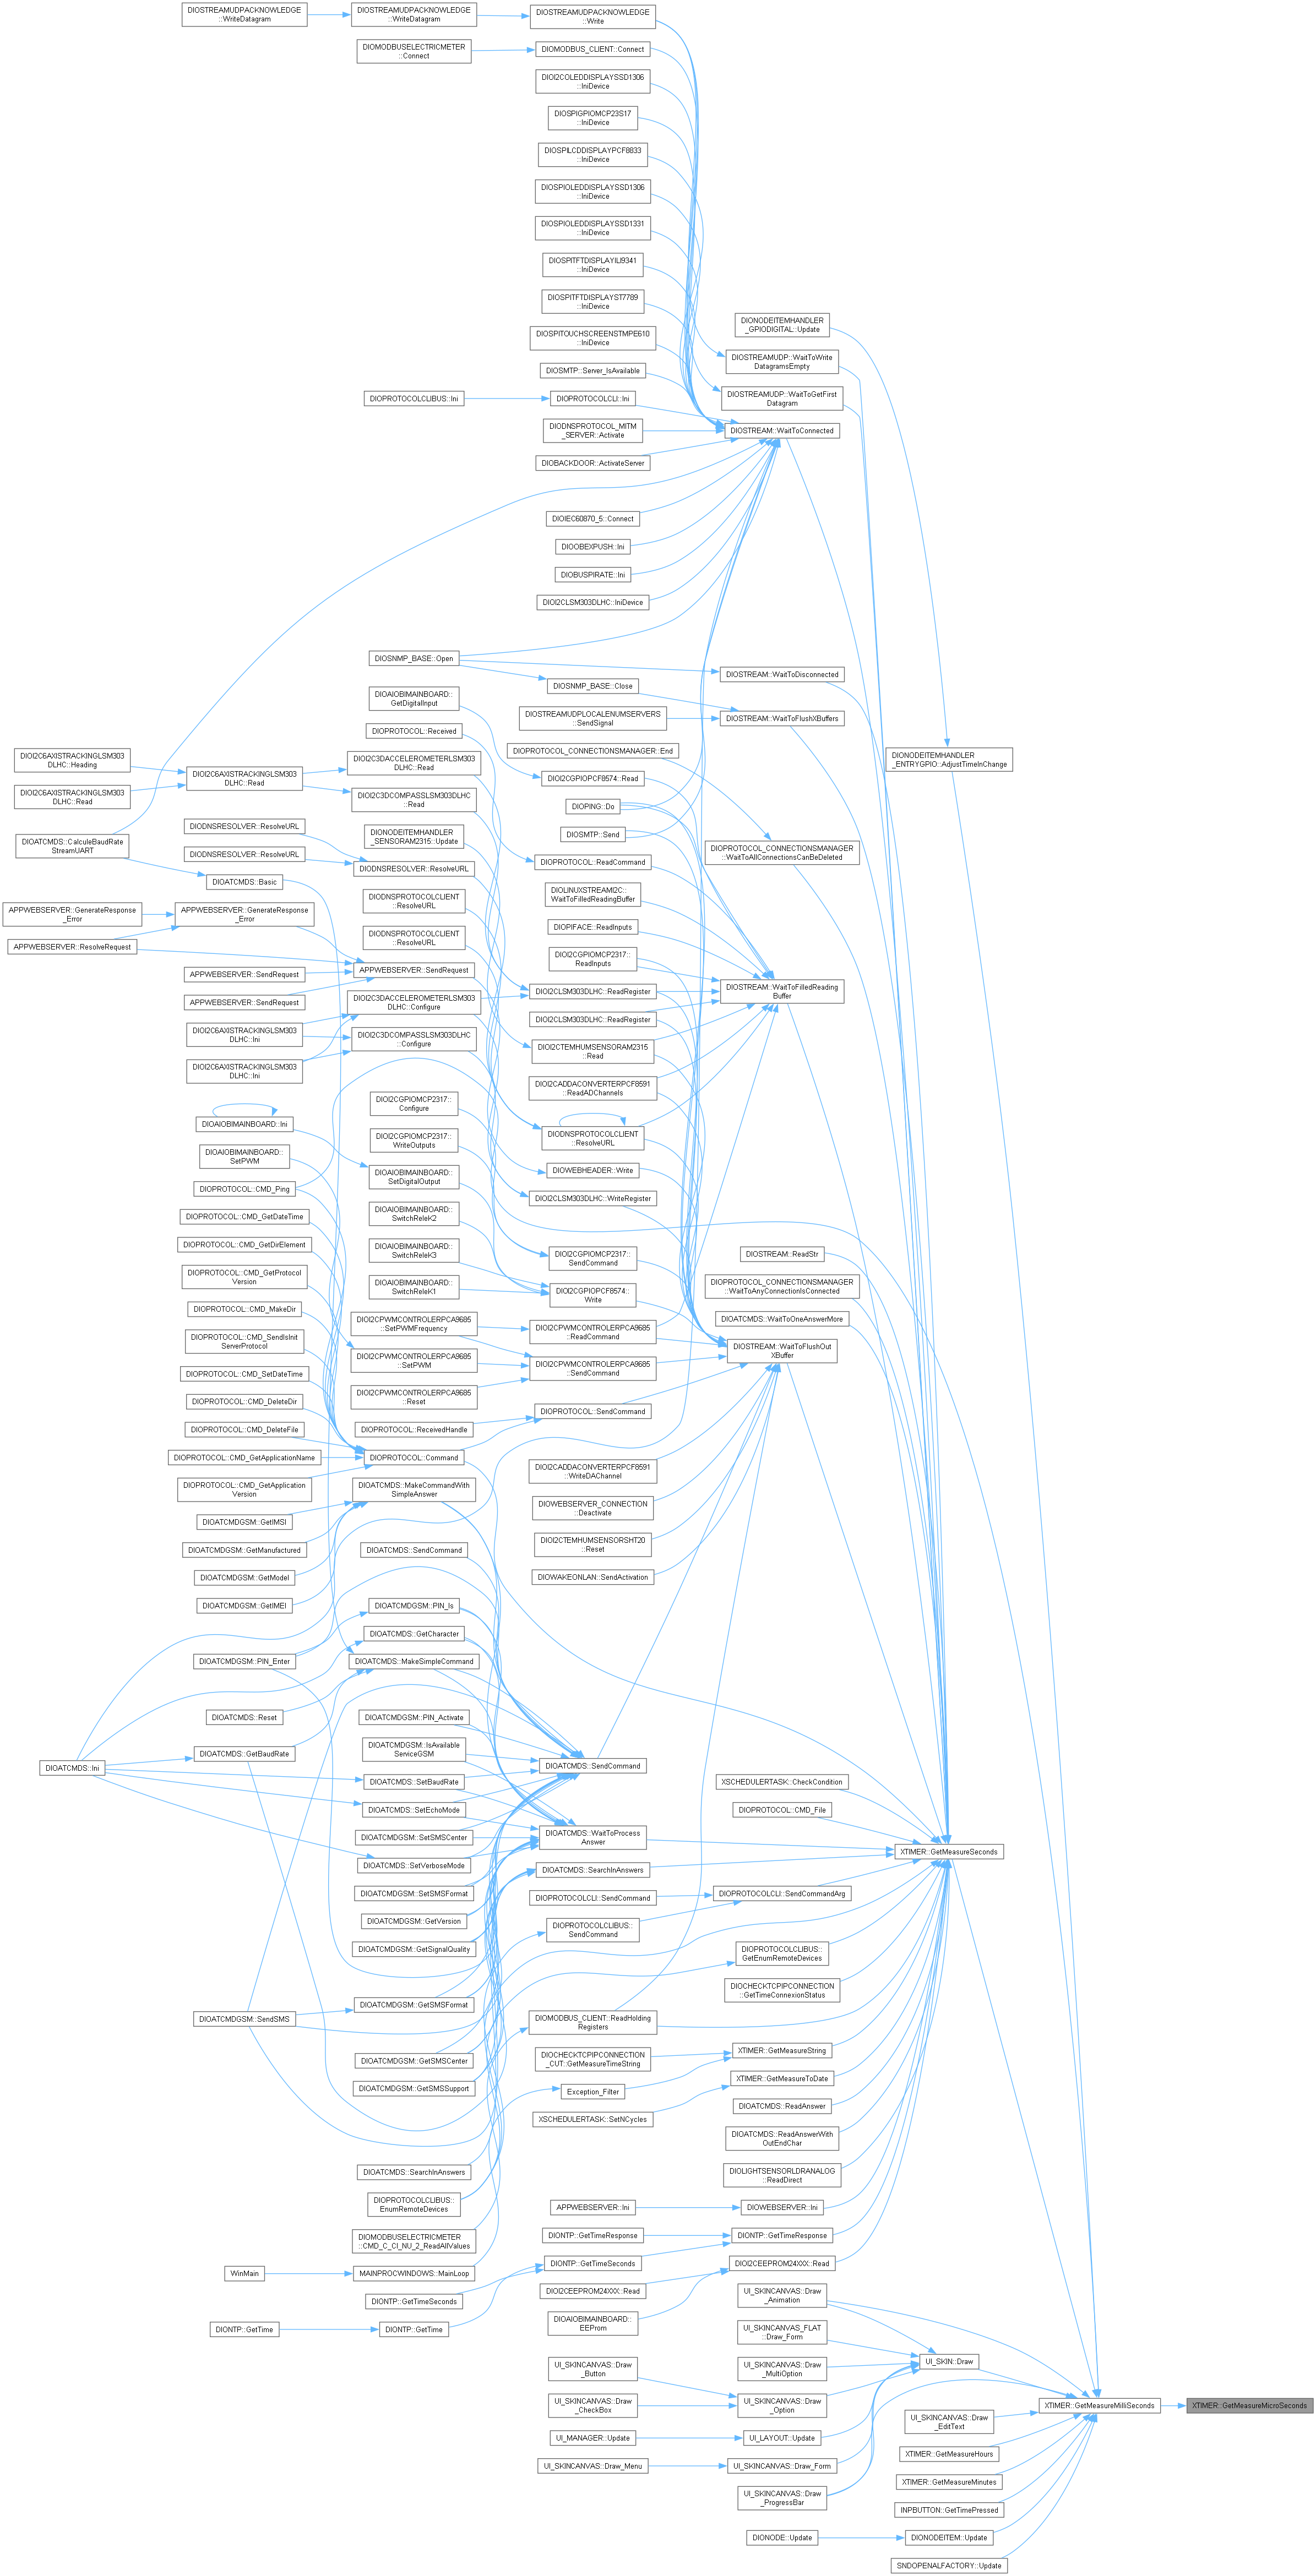 DIOSTREAMUDPACKNOWLEDGE
::WriteDatagram
DIOSTREAMUDPACKNOWLEDGE
::WriteDatagram
DIOSTREAMUDPACKNOWLEDGE
::Write
DIOMODBUSELECTRICMETER
::Connect
DIOMODBUS_CLIENT::Connect
DIOI2COLEDDISPLAYSSD1306
::IniDevice
DIOSPIGPIOMCP23S17
::IniDevice
DIOSPILCDDISPLAYPCF8833
::IniDevice
DIOSPIOLEDDISPLAYSSD1306
::IniDevice
DIOSPIOLEDDISPLAYSSD1331
::IniDevice
DIOSPITFTDISPLAYILI9341
::IniDevice
DIOSPITFTDISPLAYST7789
::IniDevice
DIOSPITOUCHSCREENSTMPE610
::IniDevice
DIONODEITEMHANDLER
_GPIODIGITAL::Update
DIOSTREAMUDP::WaitToWrite
DatagramsEmpty
DIOSMTP::Server_IsAvailable
DIOSTREAMUDP::WaitToGetFirst
Datagram
DIOPROTOCOLCLIBUS::Ini
DIOPROTOCOLCLI::Ini
DIODNSPROTOCOL_MITM
_SERVER::Activate
DIOSTREAM::WaitToConnected
DIOBACKDOOR::ActivateServer
DIOIEC60870_5::Connect
DIOOBEXPUSH::Ini
DIOBUSPIRATE::Ini
DIOI2CLSM303DLHC::IniDevice
DIOSNMP_BASE::Open
DIOSTREAM::WaitToDisconnected
DIOSNMP_BASE::Close
DIOAIOBIMAINBOARD::
GetDigitalInput
DIOSTREAMUDPLOCALENUMSERVERS
::SendSignal
DIOSTREAM::WaitToFlushXBuffers
DIOPROTOCOL::Received
DIOPROTOCOL_CONNECTIONSMANAGER::End
DIONODEITEMHANDLER
_ENTRYGPIO::AdjustTimeInChange
DIOI2C6AXISTRACKINGLSM303
DLHC::Heading
DIOI2C3DACCELEROMETERLSM303
DLHC::Read
DIOI2C6AXISTRACKINGLSM303
DLHC::Read
DIOI2CGPIOPCF8574::Read
DIOI2C6AXISTRACKINGLSM303
DLHC::Read
DIOI2C3DCOMPASSLSM303DLHC
::Read
DIOPING::Do
DIODNSRESOLVER::ResolveURL
DIONODEITEMHANDLER
_SENSORAM2315::Update
DIOSMTP::Send
DIOATCMDS::CalculeBaudRate
StreamUART
DIODNSRESOLVER::ResolveURL
DIODNSRESOLVER::ResolveURL
DIOPROTOCOL::ReadCommand
DIOPROTOCOL_CONNECTIONSMANAGER
::WaitToAllConnectionsCanBeDeleted
DIOATCMDS::Basic
DIODNSPROTOCOLCLIENT
::ResolveURL
DIOLINUXSTREAMI2C::
WaitToFilledReadingBuffer
APPWEBSERVER::GenerateResponse
_Error
APPWEBSERVER::GenerateResponse
_Error
DIODNSPROTOCOLCLIENT
::ResolveURL
DIOPIFACE::ReadInputs
APPWEBSERVER::ResolveRequest
DIOI2CGPIOMCP2317::
ReadInputs
APPWEBSERVER::SendRequest
APPWEBSERVER::SendRequest
DIOI2CLSM303DLHC::ReadRegister
DIOSTREAM::WaitToFilledReading
Buffer
APPWEBSERVER::SendRequest
DIOI2C3DACCELEROMETERLSM303
DLHC::Configure
DIOI2CLSM303DLHC::ReadRegister
DIOI2C6AXISTRACKINGLSM303
DLHC::Ini
DIOI2C3DCOMPASSLSM303DLHC
::Configure
DIOI2CTEMHUMSENSORAM2315
::Read
DIOI2C6AXISTRACKINGLSM303
DLHC::Ini
DIOI2CADDACONVERTERPCF8591
::ReadADChannels
DIOI2CGPIOMCP2317::
Configure
DIOAIOBIMAINBOARD::Ini
DIOI2CGPIOMCP2317::
WriteOutputs
DIODNSPROTOCOLCLIENT
::ResolveURL
DIOAIOBIMAINBOARD::
SetPWM
DIOWEBHEADER::Write
DIOPROTOCOL::CMD_Ping
DIOAIOBIMAINBOARD::
SetDigitalOutput
DIOI2CLSM303DLHC::WriteRegister
DIOPROTOCOL::CMD_GetDateTime
DIOAIOBIMAINBOARD::
SwitchReleK2
DIOPROTOCOL::CMD_GetDirElement
DIOAIOBIMAINBOARD::
SwitchReleK3
DIOI2CGPIOMCP2317::
SendCommand
DIOSTREAM::ReadStr
DIOPROTOCOL::CMD_GetProtocol
Version
DIOAIOBIMAINBOARD::
SwitchReleK1
DIOI2CGPIOPCF8574::
Write
DIOPROTOCOL_CONNECTIONSMANAGER
::WaitToAnyConnectionIsConnected
DIOPROTOCOL::CMD_MakeDir
DIOI2CPWMCONTROLERPCA9685
::SetPWMFrequency
DIOI2CPWMCONTROLERPCA9685
::ReadCommand
DIOATCMDS::WaitToOneAnswerMore
DIOPROTOCOL::CMD_SendIsInit
ServerProtocol
DIOI2CPWMCONTROLERPCA9685
::SetPWM
DIOI2CPWMCONTROLERPCA9685
::SendCommand
DIOSTREAM::WaitToFlushOut
XBuffer
DIOPROTOCOL::CMD_SetDateTime
DIOI2CPWMCONTROLERPCA9685
::Reset
DIOPROTOCOL::CMD_DeleteDir
DIOPROTOCOL::SendCommand
DIOPROTOCOL::CMD_DeleteFile
DIOPROTOCOL::ReceivedHandle
DIOPROTOCOL::CMD_GetApplicationName
DIOPROTOCOL::Command
DIOI2CADDACONVERTERPCF8591
::WriteDAChannel
DIOPROTOCOL::CMD_GetApplication
Version
DIOATCMDS::MakeCommandWith
SimpleAnswer
DIOWEBSERVER_CONNECTION
::Deactivate
DIOATCMDGSM::GetIMSI
DIOI2CTEMHUMSENSORSHT20
::Reset
DIOATCMDGSM::GetManufactured
DIOATCMDS::SendCommand
DIOATCMDGSM::GetModel
DIOWAKEONLAN::SendActivation
DIOATCMDGSM::GetIMEI
DIOATCMDGSM::PIN_Is
DIOATCMDS::GetCharacter
DIOATCMDGSM::PIN_Enter
DIOATCMDS::MakeSimpleCommand
DIOATCMDS::Reset
DIOATCMDGSM::PIN_Activate
DIOATCMDS::GetBaudRate
DIOATCMDGSM::IsAvailable
ServiceGSM
DIOATCMDS::Ini
DIOATCMDS::SendCommand
DIOATCMDS::SetBaudRate
XSCHEDULERTASK::CheckCondition
DIOATCMDS::SetEchoMode
DIOPROTOCOL::CMD_File
DIOATCMDGSM::SetSMSCenter
DIOATCMDS::WaitToProcess
Answer
XTIMER::GetMeasureSeconds
DIOATCMDS::SetVerboseMode
DIOATCMDS::SearchInAnswers
DIOATCMDGSM::SetSMSFormat
DIOPROTOCOLCLI::SendCommand
DIOPROTOCOLCLI::SendCommandArg
DIOATCMDGSM::GetVersion
DIOPROTOCOLCLIBUS::
SendCommand
DIOATCMDGSM::GetSignalQuality
DIOPROTOCOLCLIBUS::
GetEnumRemoteDevices
DIOCHECKTCPIPCONNECTION
::GetTimeConnexionStatus
DIOATCMDGSM::GetSMSFormat
DIOATCMDGSM::SendSMS
DIOMODBUS_CLIENT::ReadHolding
Registers
DIOATCMDGSM::GetSMSCenter
DIOCHECKTCPIPCONNECTION
_CUT::GetMeasureTimeString
XTIMER::GetMeasureString
DIOATCMDGSM::GetSMSSupport
Exception_Filter
XTIMER::GetMeasureToDate
XSCHEDULERTASK::SetNCycles
DIOATCMDS::ReadAnswer
DIOATCMDS::ReadAnswerWith
OutEndChar
DIOATCMDS::SearchInAnswers
DIOLIGHTSENSORLDRANALOG
::ReadDirect
DIOPROTOCOLCLIBUS::
EnumRemoteDevices
APPWEBSERVER::Ini
DIOWEBSERVER::Ini
DIOMODBUSELECTRICMETER
::CMD_C_CI_NU_2_ReadAllValues
DIONTP::GetTimeResponse
DIONTP::GetTimeResponse
WinMain
MAINPROCWINDOWS::MainLoop
DIONTP::GetTimeSeconds
DIOI2CEEPROM24XXX::Read
DIONTP::GetTimeSeconds
DIOI2CEEPROM24XXX::Read
UI_SKINCANVAS::Draw
_Animation
DIONTP::GetTime
DIONTP::GetTime
DIOAIOBIMAINBOARD::
EEProm
UI_SKINCANVAS_FLAT
::Draw_Form
UI_SKINCANVAS::Draw
_Button
UI_SKINCANVAS::Draw
_MultiOption
UI_SKIN::Draw
UI_SKINCANVAS::Draw
_CheckBox
UI_SKINCANVAS::Draw
_Option
XTIMER::GetMeasureMilliSeconds
XTIMER::GetMeasureMicroSeconds
UI_SKINCANVAS::Draw
_EditText
UI_MANAGER::Update
UI_LAYOUT::Update
XTIMER::GetMeasureHours
UI_SKINCANVAS::Draw_Menu
UI_SKINCANVAS::Draw_Form
XTIMER::GetMeasureMinutes
UI_SKINCANVAS::Draw
_ProgressBar
INPBUTTON::GetTimePressed
DIONODE::Update
DIONODEITEM::Update
SNDOPENALFACTORY::Update